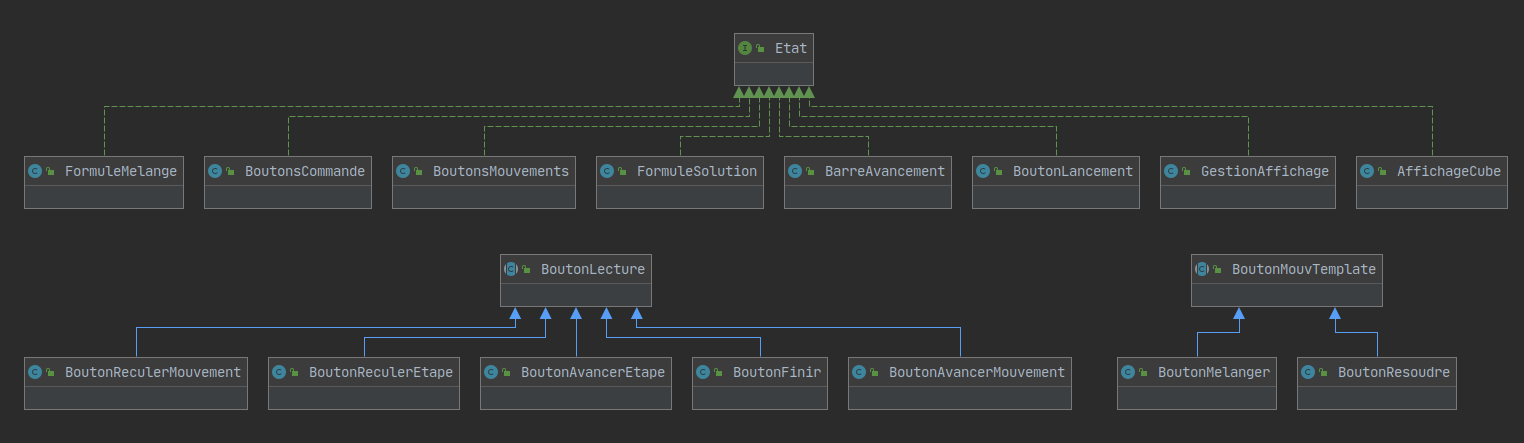 Etat
FormuleMelange BoutonsCommande BoutonsMouvements FormuleSolution BarreAvancement BoutonLancement GestionAffichage AffichageCube
BoutonLecture BoutonMouvTemplate
BoutonReculerMouvement BoutonReculerEtape BoutonAvancerEtape BoutonFinir BoutonAvancerMouvement BoutonMelanger BoutonResoudre